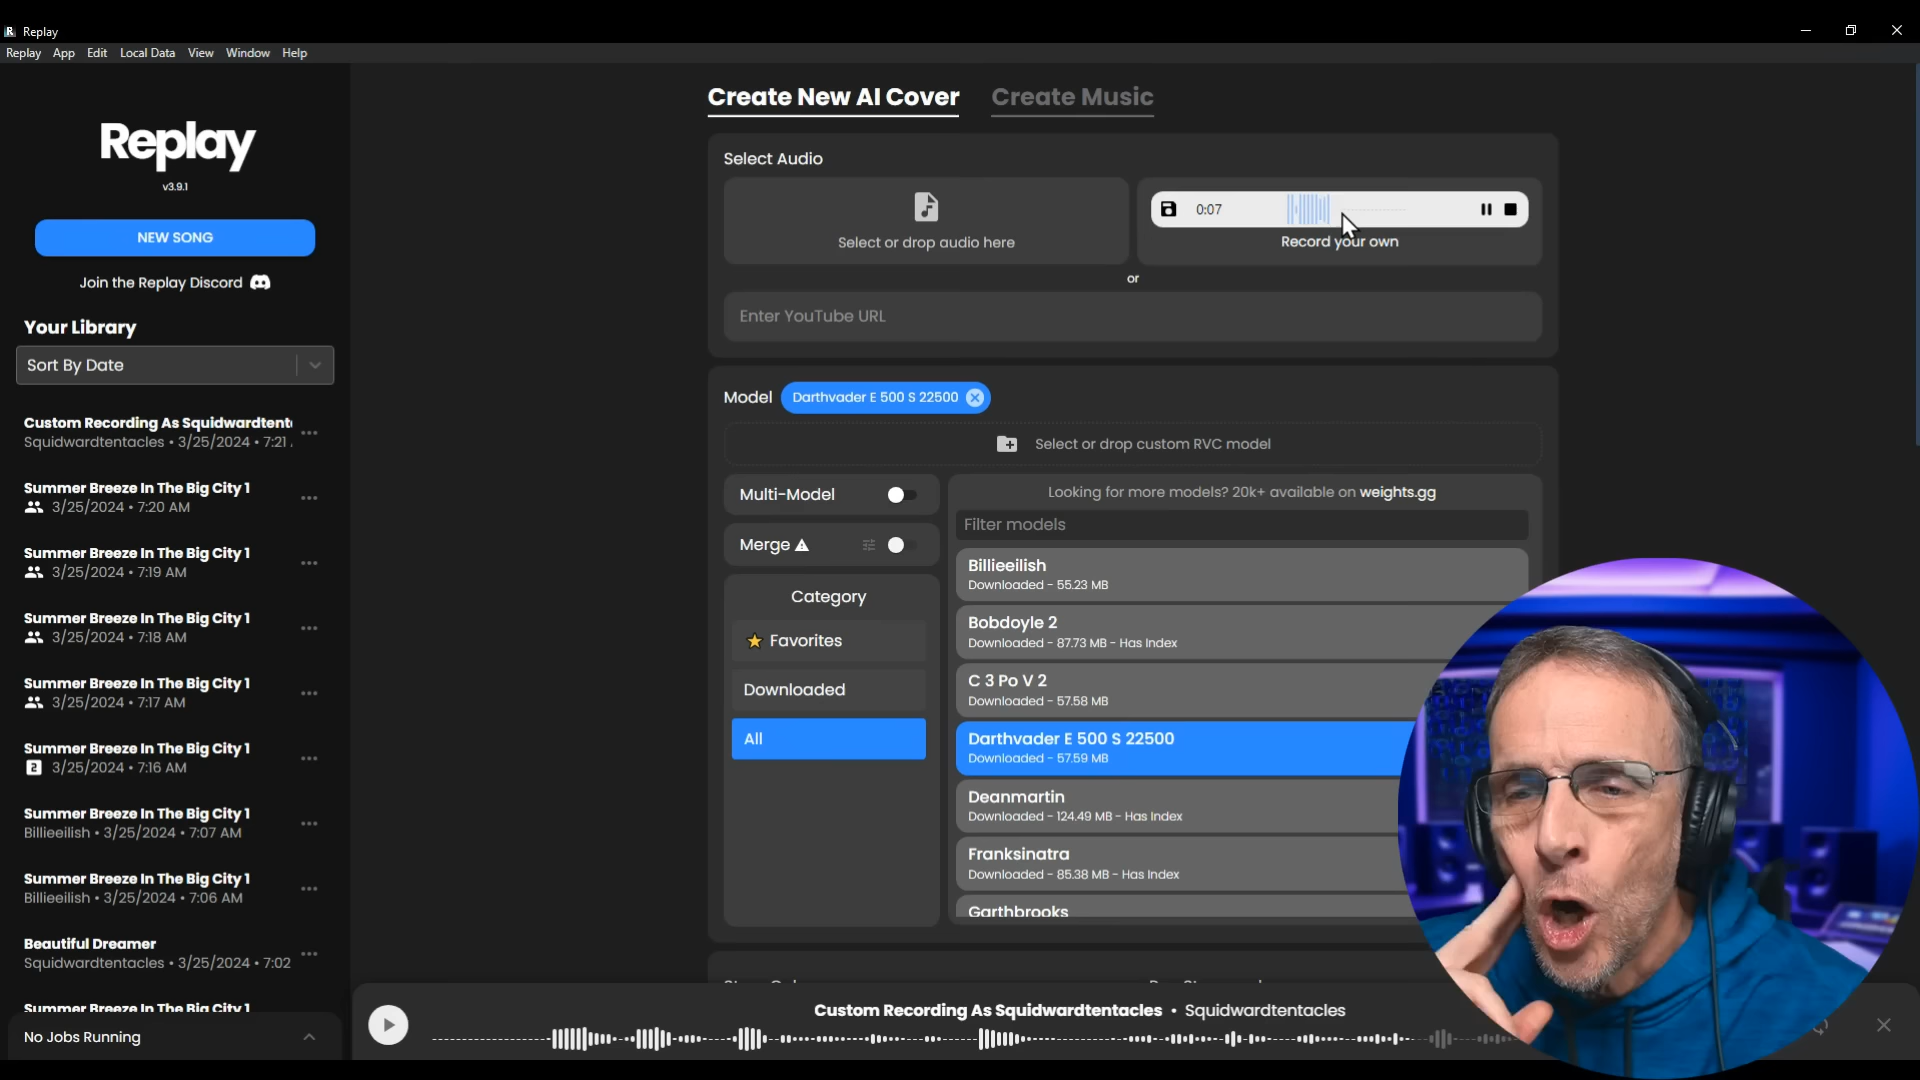 Replay
Replay App Edit Local Data View Window Help
Replay
v3.9.1
NEW SONG
Join the Replay Discord
Your Library
Sort By Date
Custom Recording As Squidwardtent
Squidwardtentacles • 3/25/2024 • 7:21
Summer Breeze In The Big City 1
3/25/2024 • 7:20 AM
Summer Breeze In The Big City 1
3/25/2024 • 7:19 AM
Summer Breeze In The Big City 1
3/25/2024 • 7:18 AM
Summer Breeze In The Big City 1
3/25/2024 • 7:17 AM
Summer Breeze In The Big City 1
2 3/25/2024 • 7:16 AM
Summer Breeze In The Big City 1
Billieeilish • 3/25/2024 • 7:07 AM
Summer Breeze In The Big City 1
Billieeilish • 3/25/2024 • 7:06 AM
Beautiful Dreamer
Squidwardtentacles • 3/25/2024 • 7:02
Summer Breeze In The Big City 1
No Jobs Running
Create New AI Cover Create Music
Select Audio
Select or drop audio here
0:07
Record your own
or
Enter YouTube URL
Model Darthvader E 500 S 22500
Select or drop custom RVC model
Multi-Model
Merge
Category
Favorites
Downloaded
All
Looking for more models? 20k+ available on weights.gg
Filter models
Billieeilish
Downloaded - 55.23 MB
Bobdoyle 2
Downloaded - 87.73 MB - Has Index
C 3 Po V 2
Downloaded - 57.58 MB
Darthvader E 500 S 22500
Downloaded - 57.59 MB
Deanmartin
Downloaded - 124.49 MB - Has Index
Franksinatra
Downloaded - 85.38 MB - Has Index
Garthbrooks
Custom Recording As Squidwardtentacles • Squidwardtentacles